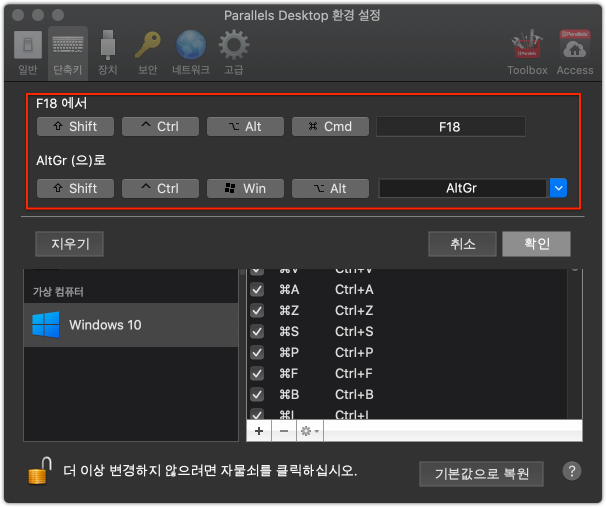 Parallels Desktop 환경 설정
일반 단축키 장치 보안 네트워크 고급 Toolbox Access
F18 에서
⇧ Shift ^ Ctrl ⌥ Alt ⌘ Cmd F18
AltGr (으)로
⇧ Shift ^ Ctrl Win ⌥ Alt AltGr
지우기 취소 확인
가상 컴퓨터
Windows 10
⌘V Ctrl+V
⌘A Ctrl+A
⌘Z Ctrl+Z
⌘S Ctrl+S
⌘P Ctrl+P
⌘F Ctrl+F
⌘B Ctrl+B
⌘I Ctrl+I
더 이상 변경하지 않으려면 자물쇠를 클릭하십시오.
기본값으로 복원 ?